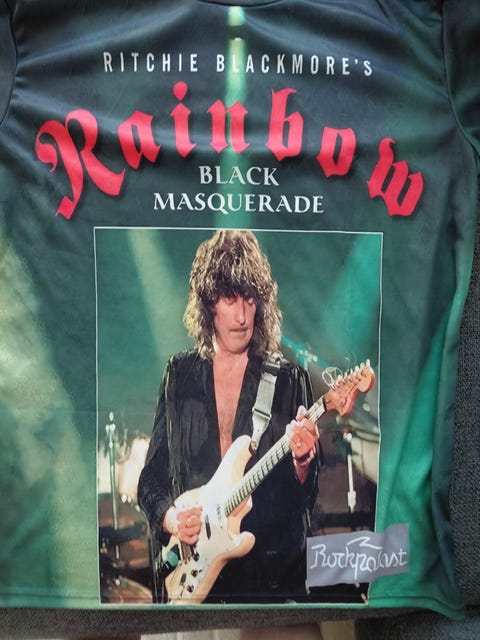 RITCHIE BLACKMORE'S
Rainbow
BLACK
MASQUERADE
Rockpalast